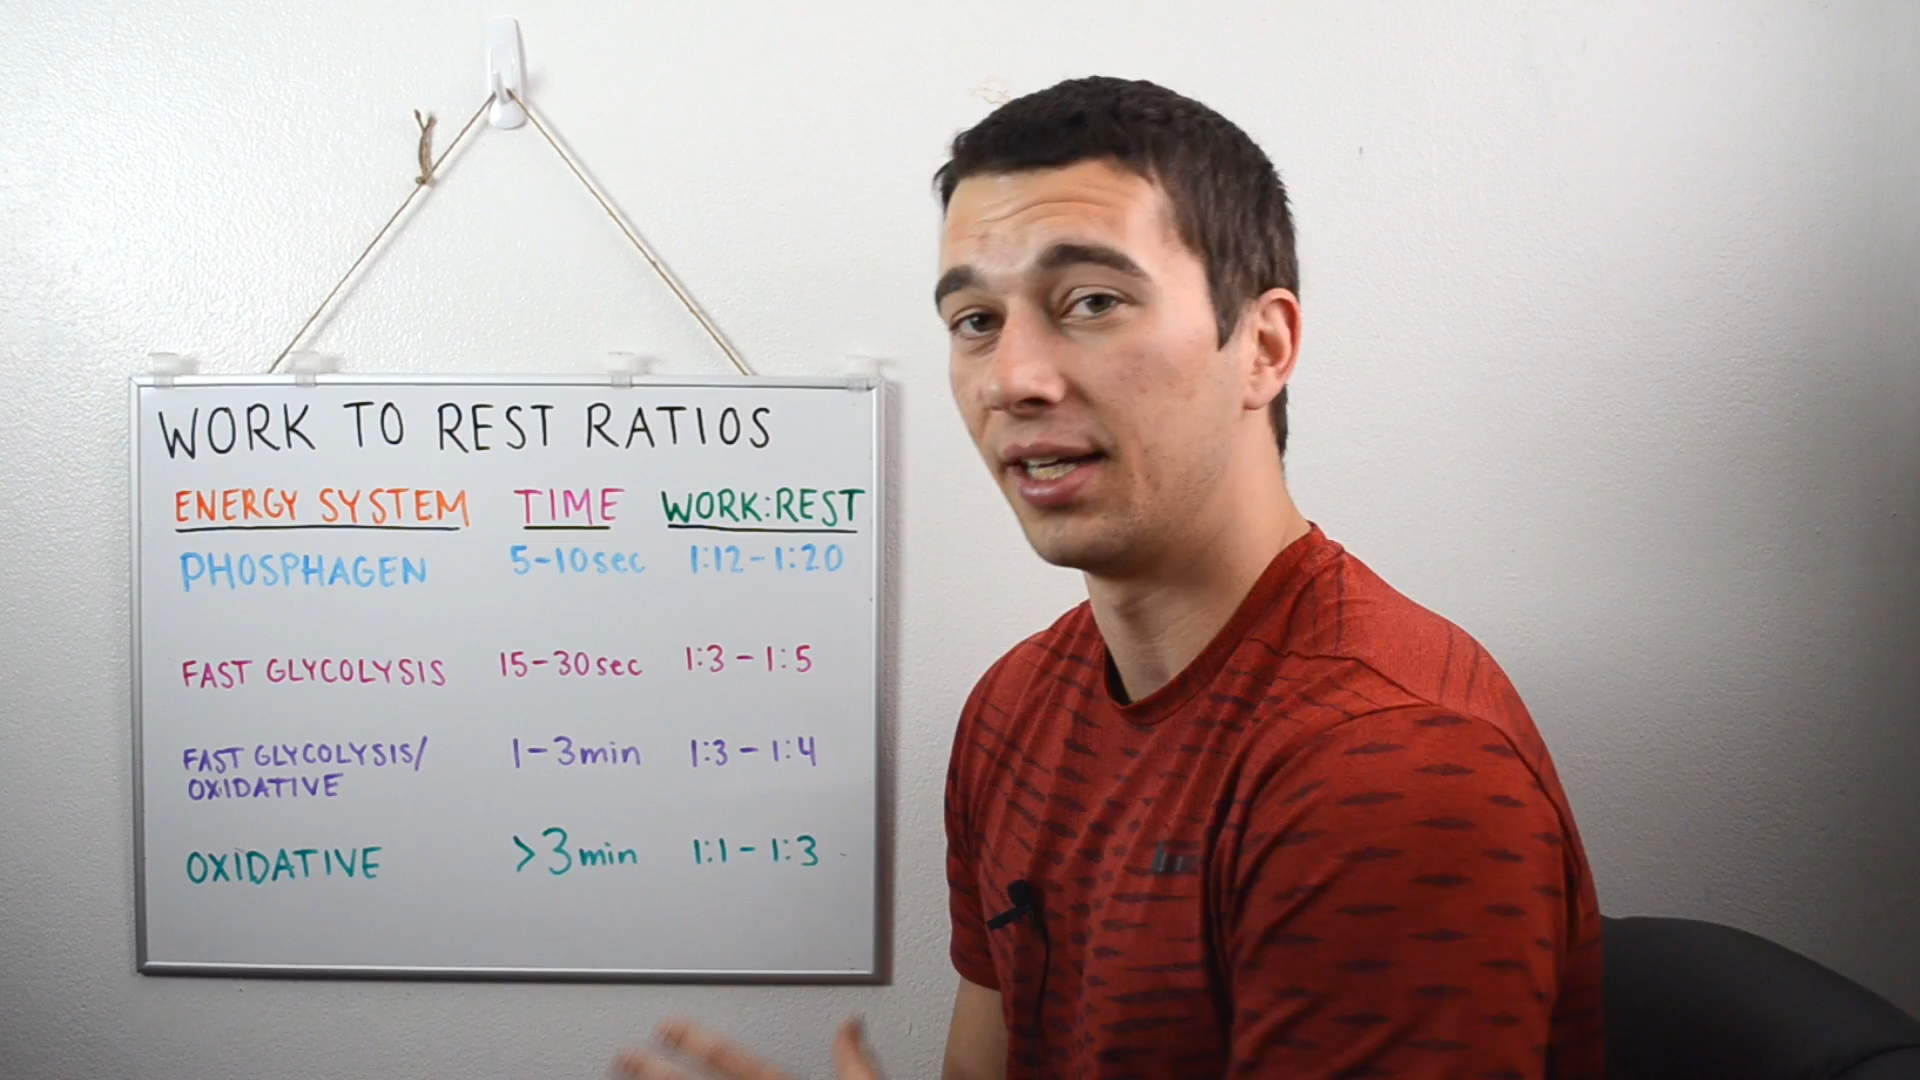 WORK TO REST RATIOS
ENERGY SYSTEM TIME WORK:REST
PHOSPHAGEN 5-10sec 1:12-1:20
FAST GLYCOLYSIS 15-30sec 1:3-1:5
FAST GLYCOLYSIS/ 1-3min 1:3-1:4
OXIDATIVE
OXIDATIVE >3min 1:1-1:3